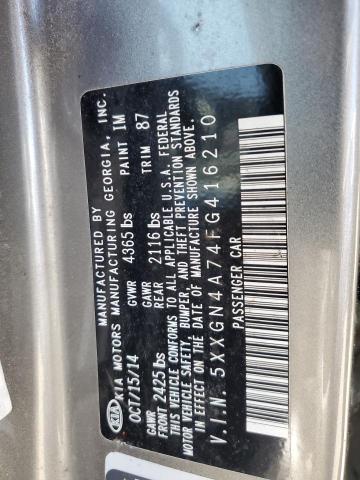 MANUFACTURED BY
KIA KIA MOTORS MANUFACTURING GEORGIA, INC.
OCT/15/14 GVWR 4365 lbs PAINT IM
GAWR FRONT 2425 lbs GAWR REAR 2116 lbs TRIM 87
THIS VEHICLE CONFORMS TO ALL APPLICABLE U.S.A. FEDERAL
MOTOR VEHICLE SAFETY, BUMPER, AND THEFT PREVENTION STANDARDS
IN EFFECT ON THE DATE OF MANUFACTURE SHOWN ABOVE.
V.I.N. 5XXGN4A74FG416210
PASSENGER CAR